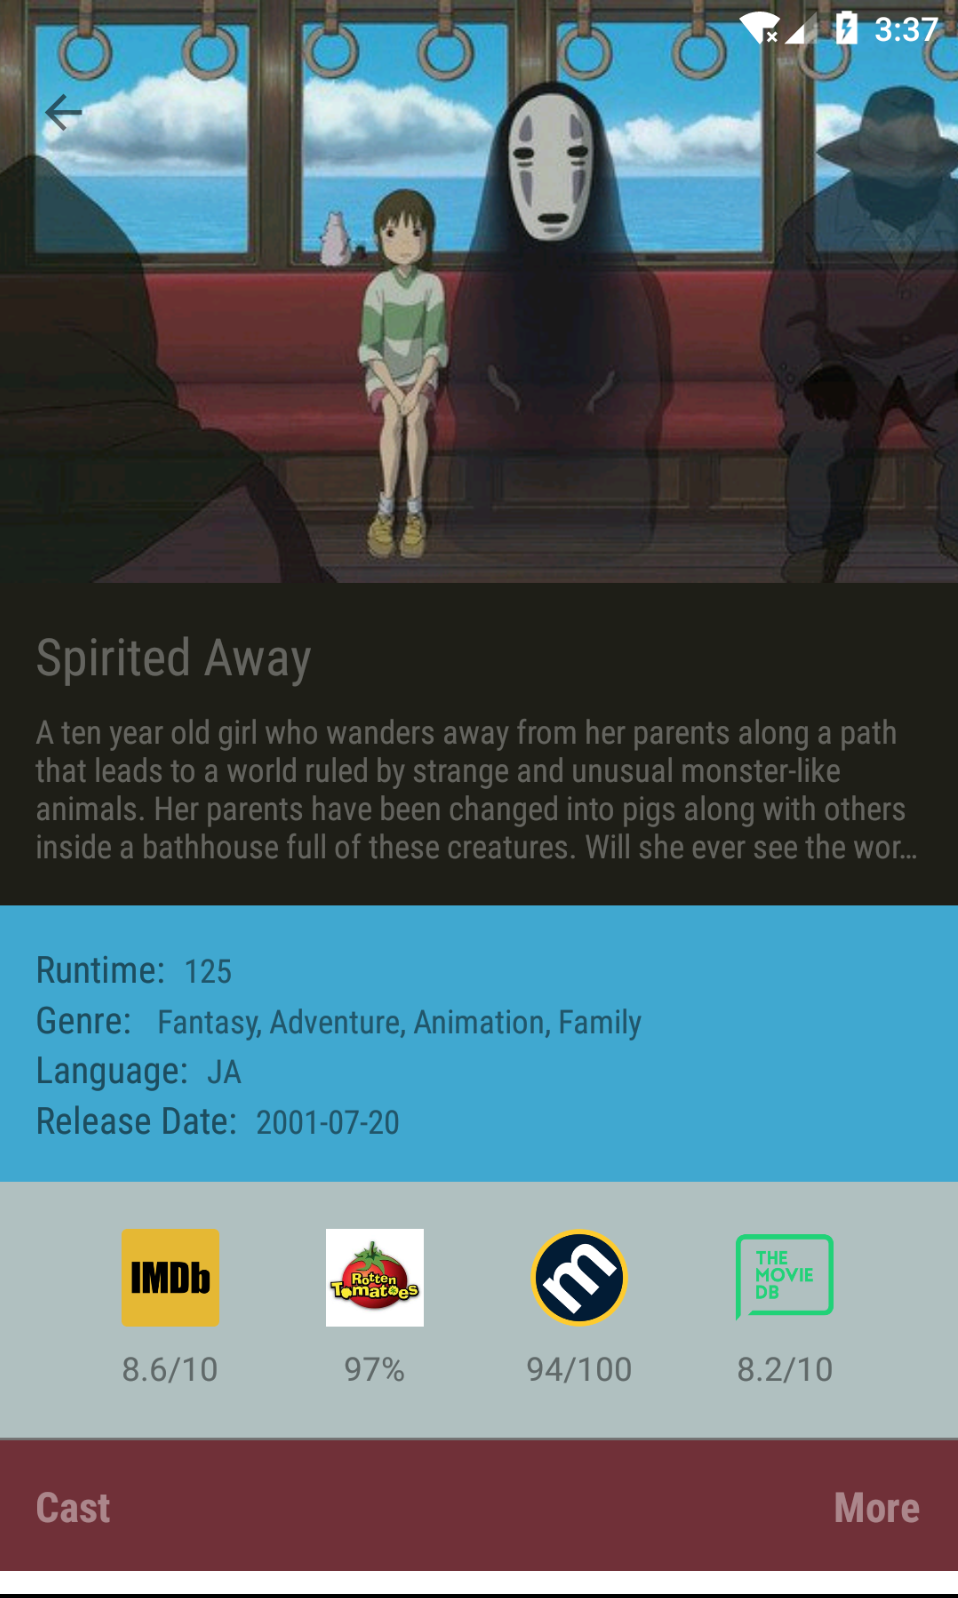 3:37
Spirited Away
A ten year old girl who wanders away from her parents along a path
that leads to a world ruled by strange and unusual monster-like
animals. Her parents have been changed into pigs along with others
inside a bathhouse full of these creatures. Will she ever see the wor...
Runtime: 125
Genre: Fantasy, Adventure, Animation, Family
Language: JA
Release Date: 2001-07-20
IMDb
Rotten
Tomatoes
m
THE
MOVIE
DB
8.6/10 97% 94/100 8.2/10
Cast More